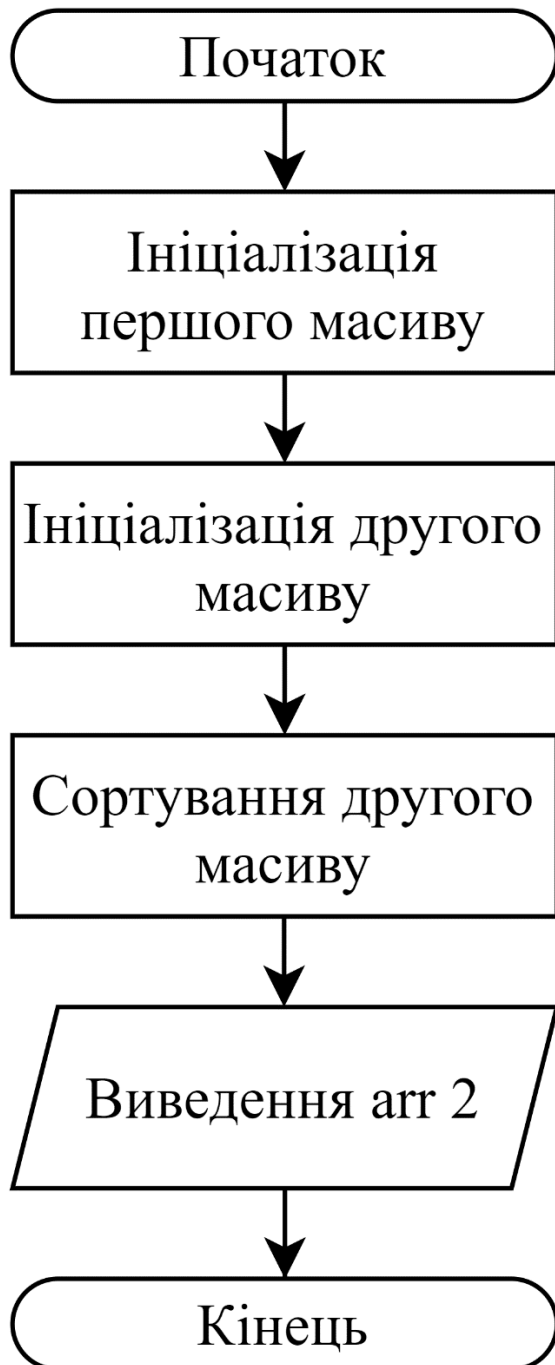 Початок
Ініціалізація
першого масиву
Ініціалізація другого
масиву
Сортування другого
масиву
Виведення arr 2
Кінець